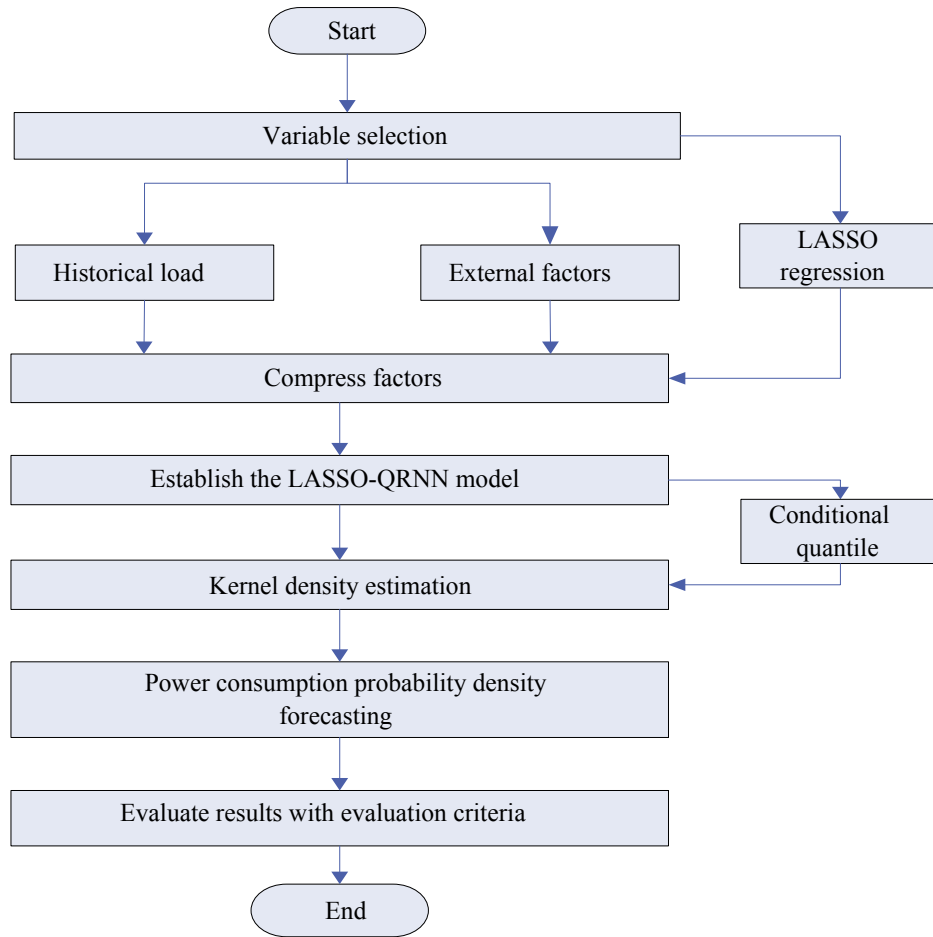 Start
Variable selection
Historical load
External factors
LASSO
regression
Compress factors
Establish the LASSO-QRNN model
Conditional
quantile
Kernel density estimation
Power consumption probability density
forecasting
Evaluate results with evaluation criteria
End